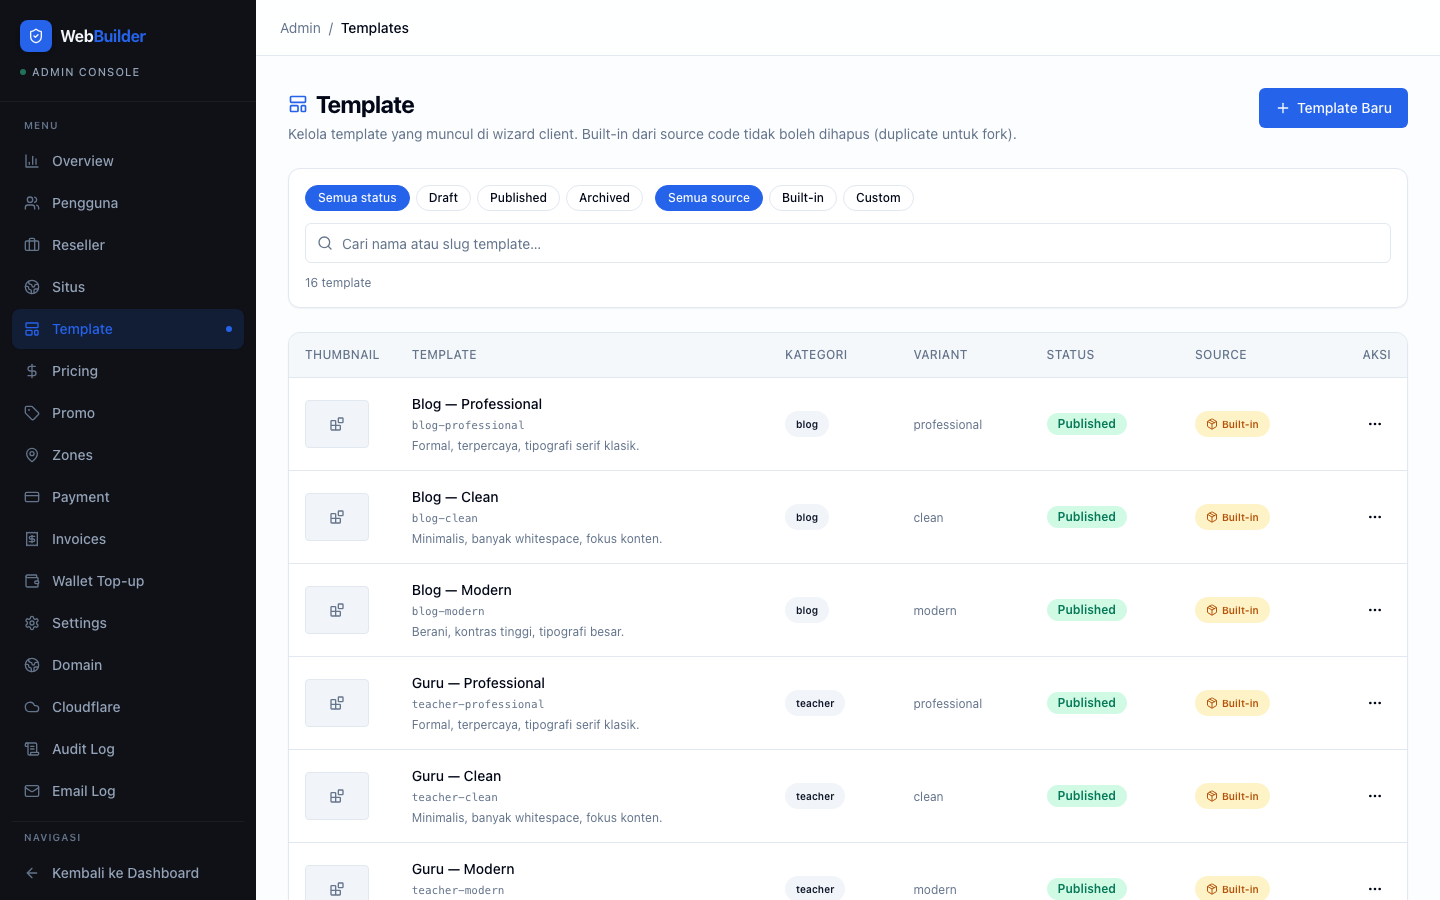 WebBuilder
ADMIN CONSOLE
MENU
Overview
Pengguna
Reseller
Situs
Template
Pricing
Promo
Zones
Payment
Invoices
Wallet Top-up
Settings
Domain
Cloudflare
Audit Log
Email Log
NAVIGASI
Kembali ke Dashboard
Admin / Templates
Template
Kelola template yang muncul di wizard client. Built-in dari source code tidak boleh dihapus (duplicate untuk fork).
Template Baru
Semua status Draft Published Archived Semua source Built-in Custom
Cari nama atau slug template...
16 template
THUMBNAIL TEMPLATE KATEGORI VARIANT STATUS SOURCE AKSI
Blog — Professional
blog-professional
Formal, terpercaya, tipografi serif klasik.
blog professional Published Built-in
Blog — Clean
blog-clean
Minimalis, banyak whitespace, fokus konten.
blog clean Published Built-in
Blog — Modern
blog-modern
Berani, kontras tinggi, tipografi besar.
blog modern Published Built-in
Guru — Professional
teacher-professional
Formal, terpercaya, tipografi serif klasik.
teacher professional Published Built-in
Guru — Clean
teacher-clean
Minimalis, banyak whitespace, fokus konten.
teacher clean Published Built-in
Guru — Modern
teacher-modern
teacher modern Published Built-in